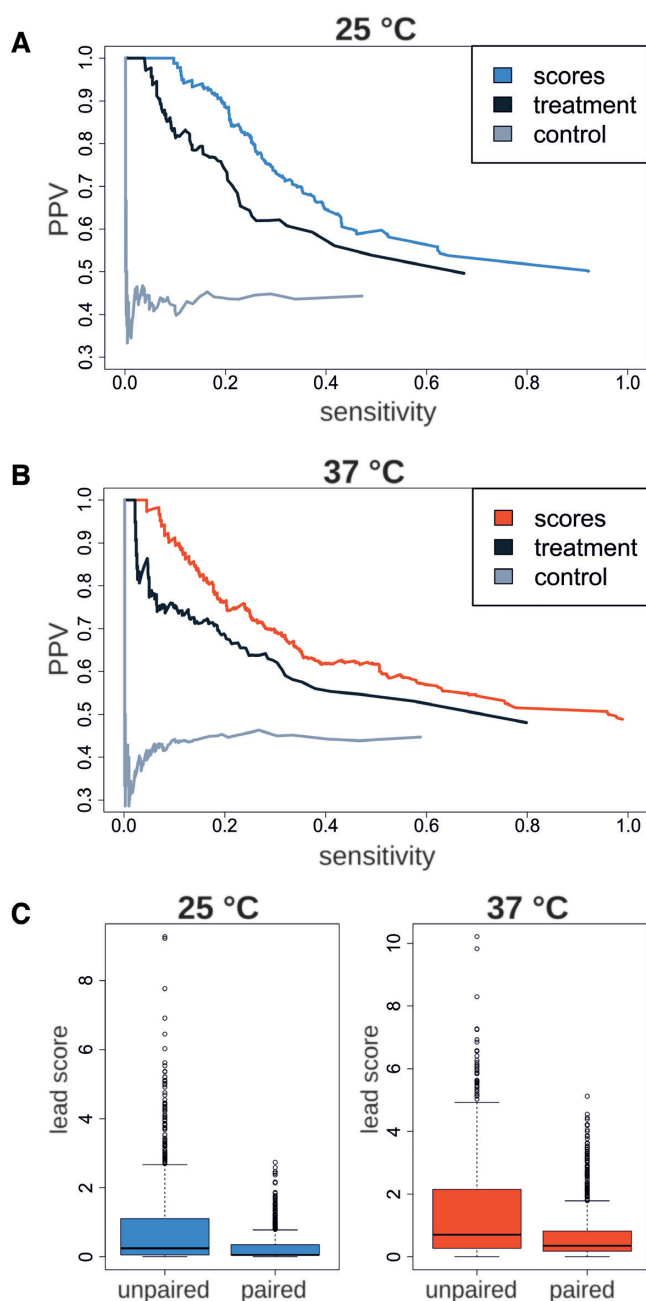 A
25 °C
scores
treatment
control
PPV
0.3 0.4 0.5 0.6 0.7 0.8 0.9 1.0
0.0 0.2 0.4 0.6 0.8 1.0
sensitivity
B
37 °C
scores
treatment
control
PPV
0.3 0.4 0.5 0.6 0.7 0.8 0.9 1.0
0.0 0.2 0.4 0.6 0.8 1.0
sensitivity
C
25 °C
lead score
0 2 4 6 8
unpaired paired
37 °C
lead score
0 2 4 6 8 10
unpaired paired